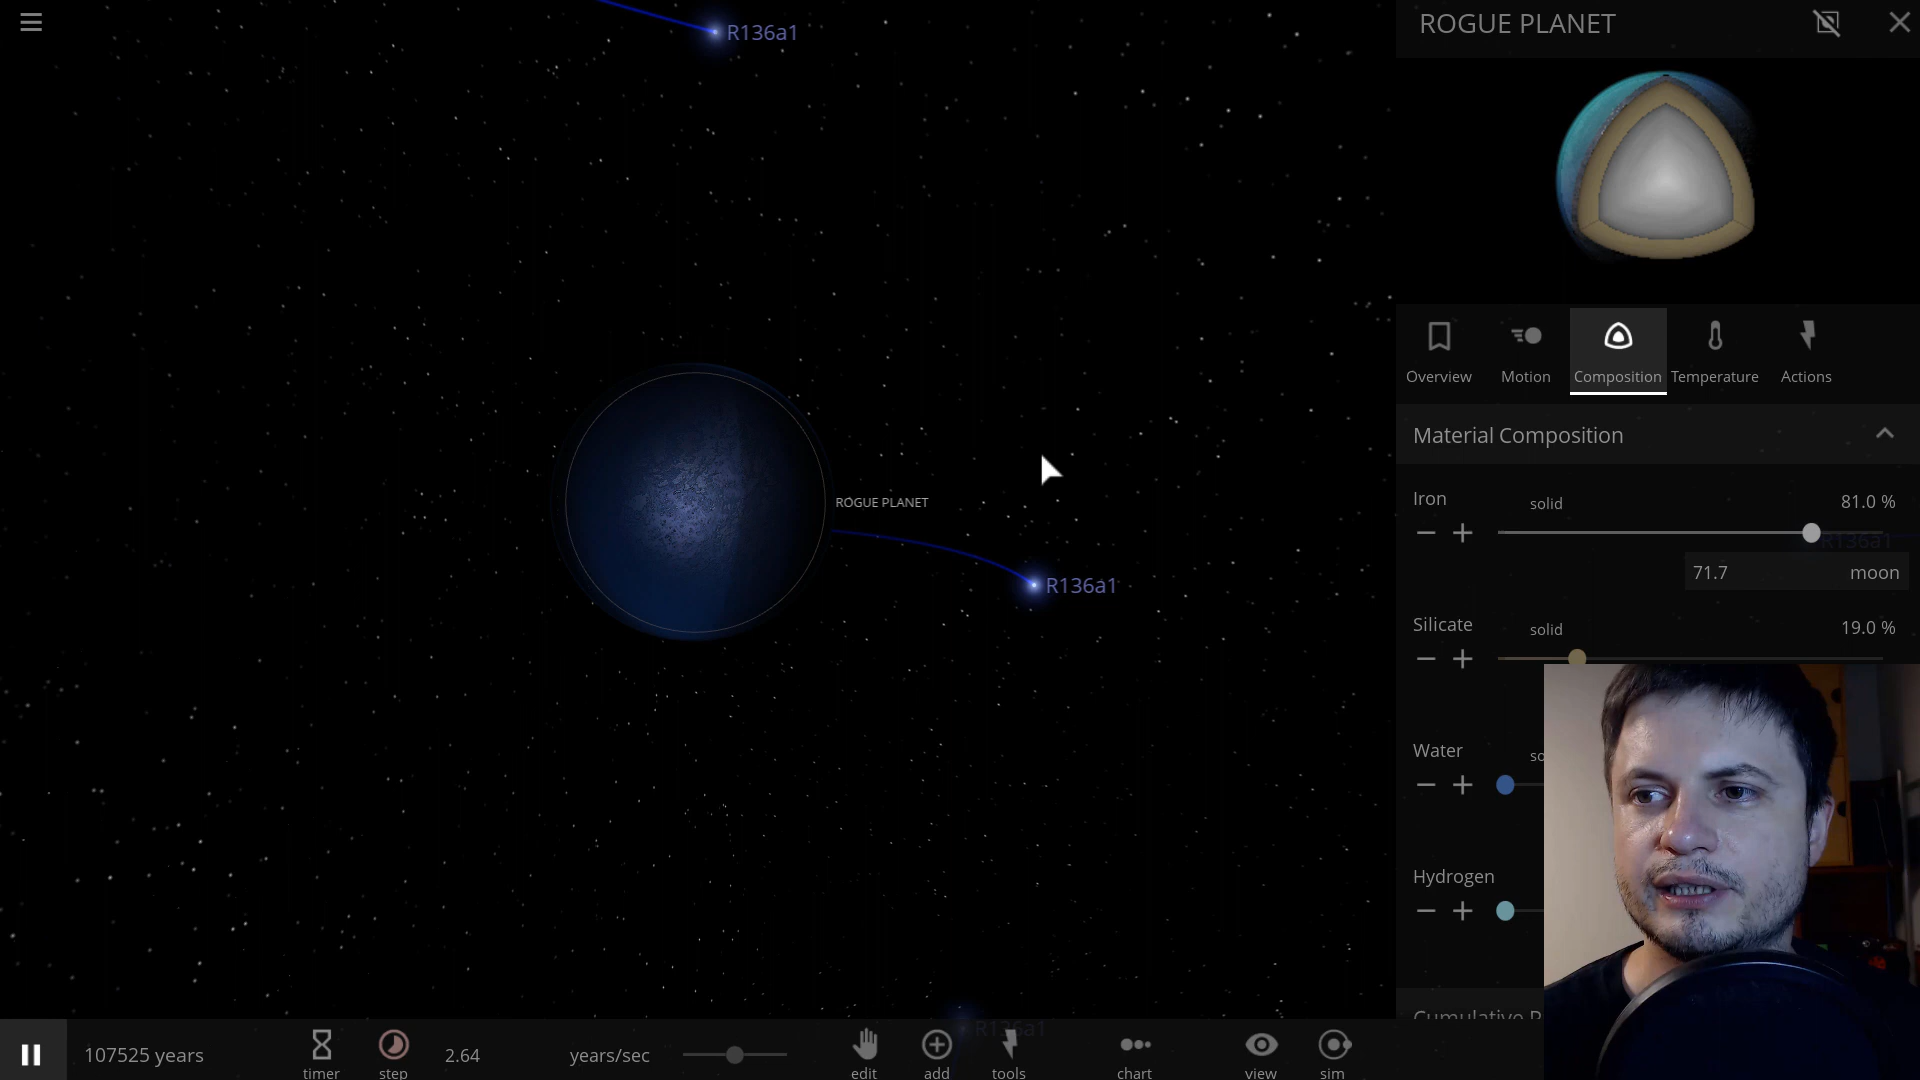 R136a1
ROGUE PLANET
Overview
Motion
Composition
Temperature
Actions
Material Composition
Iron
solid
81.0 %
R136a1
71.7 moon
Silicate
solid
19.0 %
ROGUE PLANET
R136a1
Water
Hydrogen
R136a1
107525 years
timer
step
2.64
years/sec
edit
add
tools
chart
view
sim